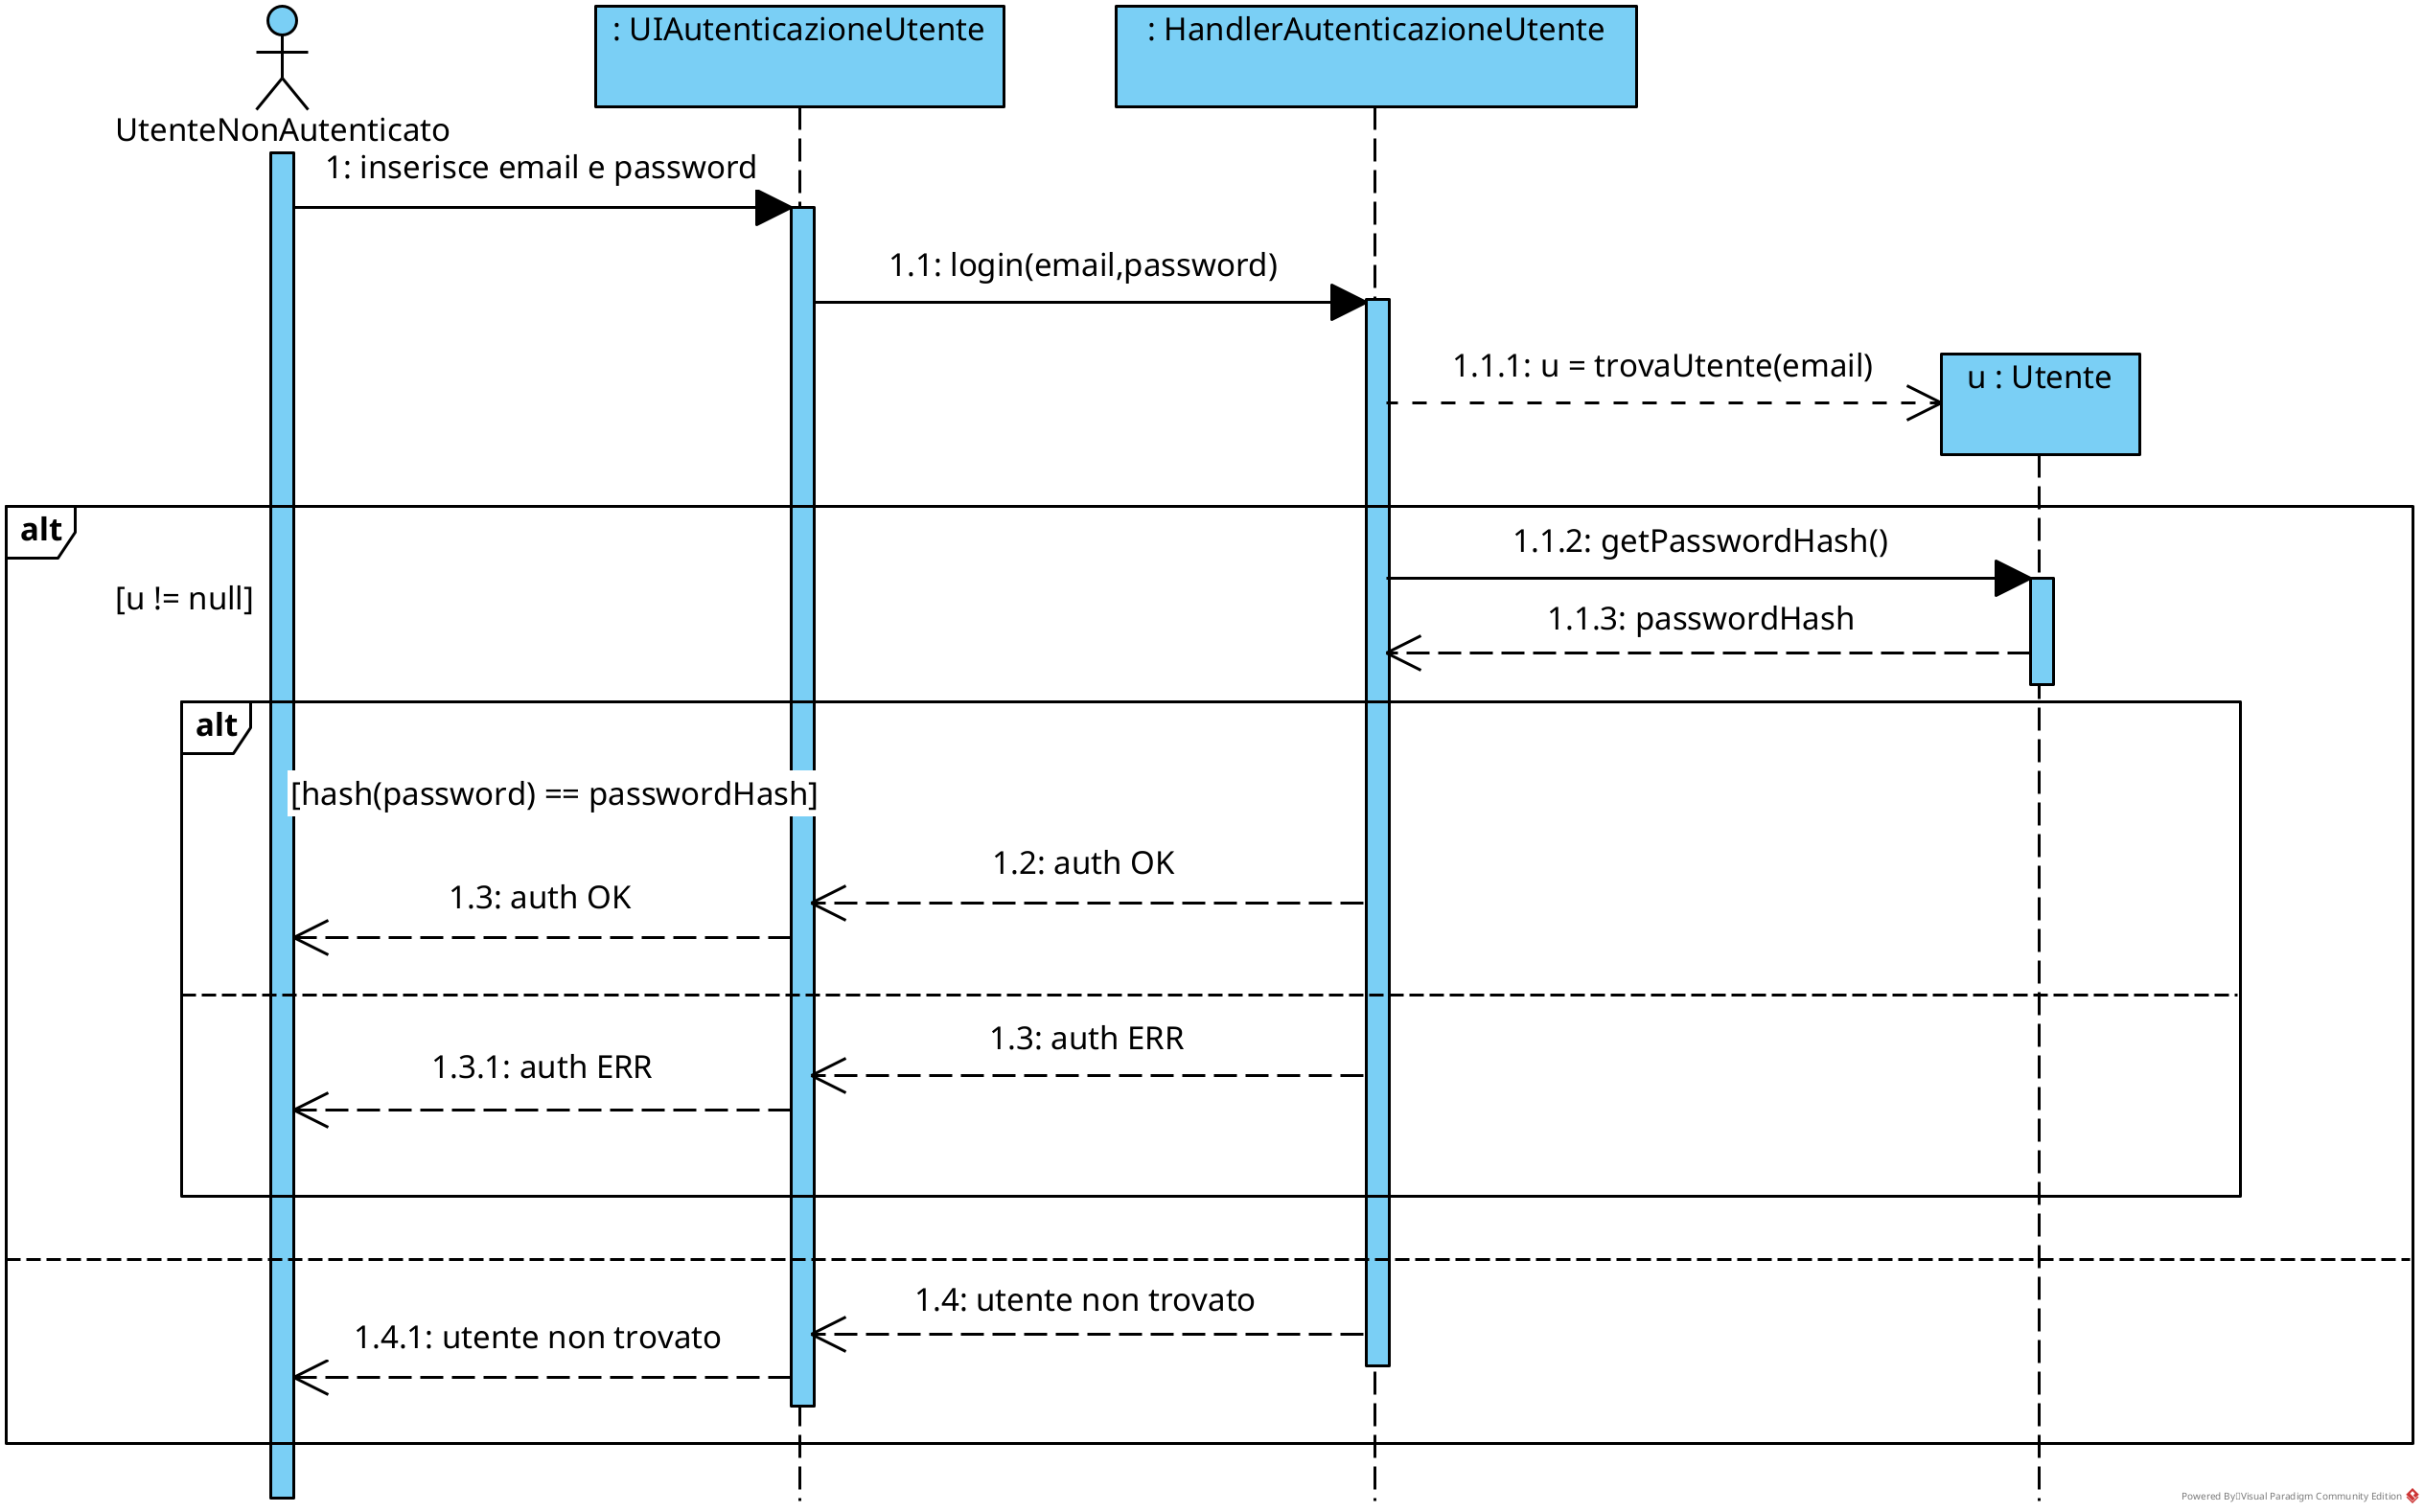 : UIAutenticazioneUtente
: HandlerAutenticazioneUtente
UtenteNonAutenticato
1: inserisce email e password
1.1: login(email,password)
1.1.1: u = trovaUtente(email)
u : Utente
alt
1.1.2: getPasswordHash()
[u != null]
1.1.3: passwordHash
alt
[hash(password) == passwordHash]
1.2: auth OK
1.3: auth OK
1.3: auth ERR
1.3.1: auth ERR
1.4: utente non trovato
1.4.1: utente non trovato
Powered By Visual Paradigm Community Edition